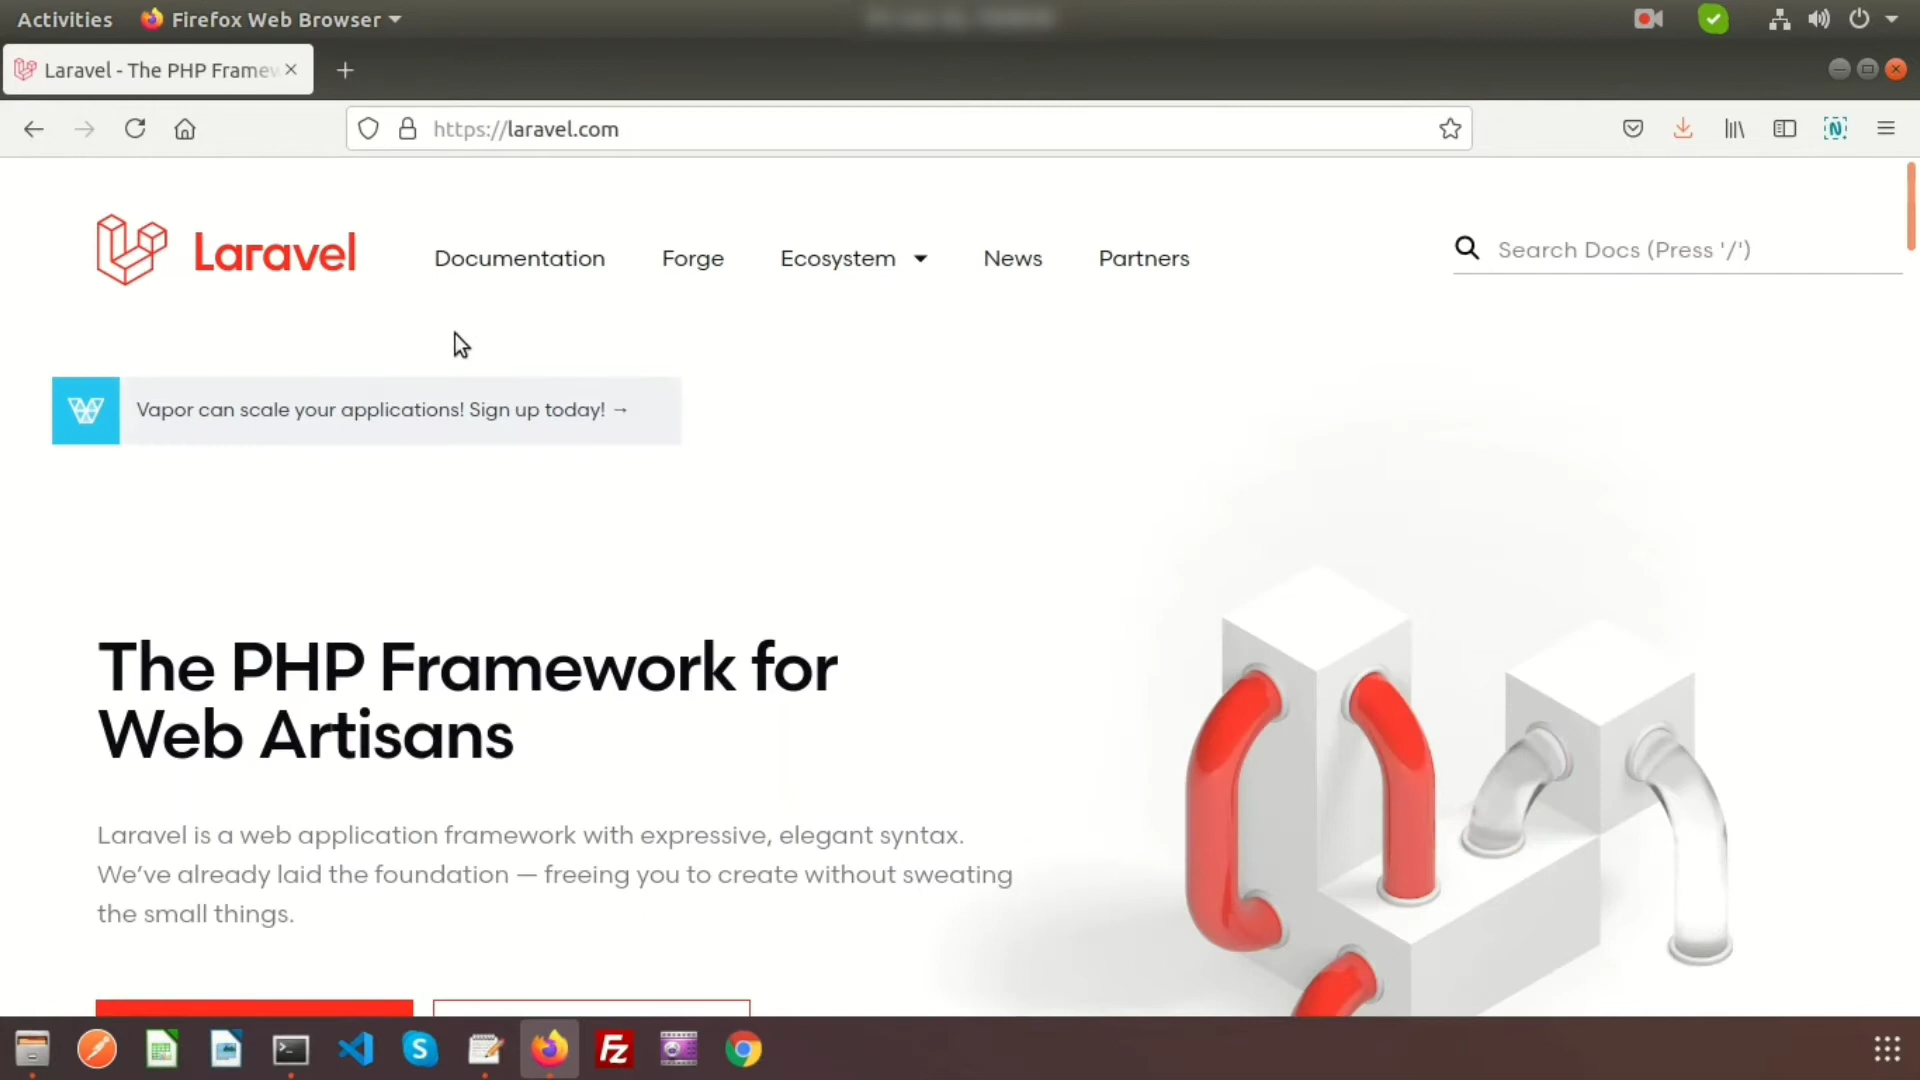 Activities
Firefox Web Browser
Laravel - The PHP Framew
https://laravel.com
Laravel
Documentation
Forge
Ecosystem
News
Partners
Search Docs (Press '/')
Vapor can scale your applications! Sign up today! →
The PHP Framework for
Web Artisans
Laravel is a web application framework with expressive, elegant syntax.
We've already laid the foundation — freeing you to create without sweating
the small things.